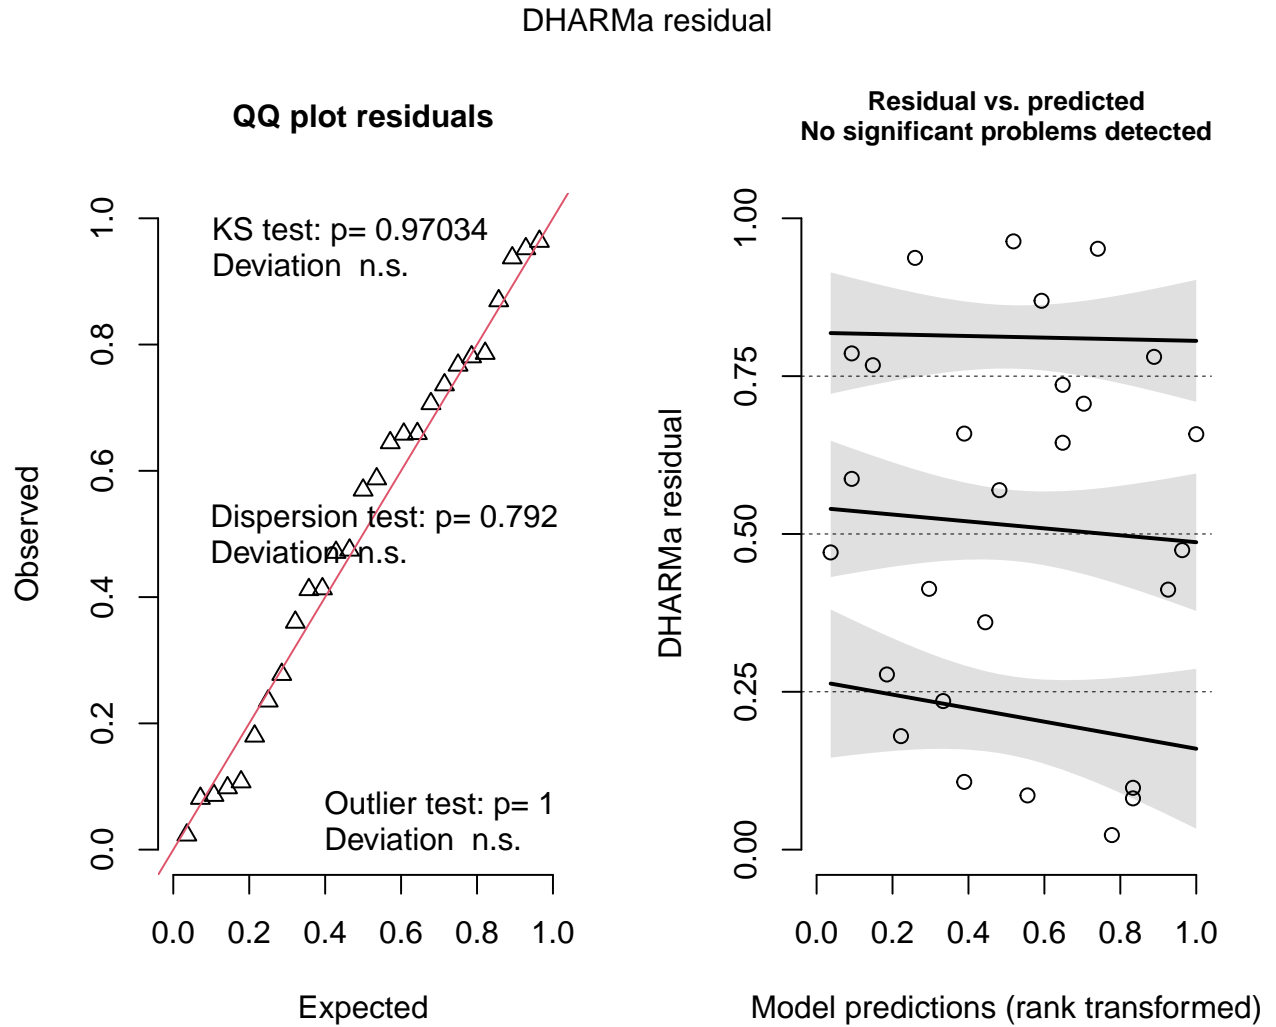 DHARMa residual
QQ plot residuals
KS test: p= 0.97034
Deviation  n.s.
Dispersion test: p= 0.792
Deviation  n.s.
Outlier test: p= 1
Deviation  n.s.
Observed
0.0
0.2
0.4
0.6
0.8
1.0
0.0 0.2 0.4 0.6 0.8 1.0
Expected
Residual vs. predicted
No significant problems detected
DHARMa residual
0.00
0.25
0.50
0.75
1.00
0.0 0.2 0.4 0.6 0.8 1.0
Model predictions (rank transformed)